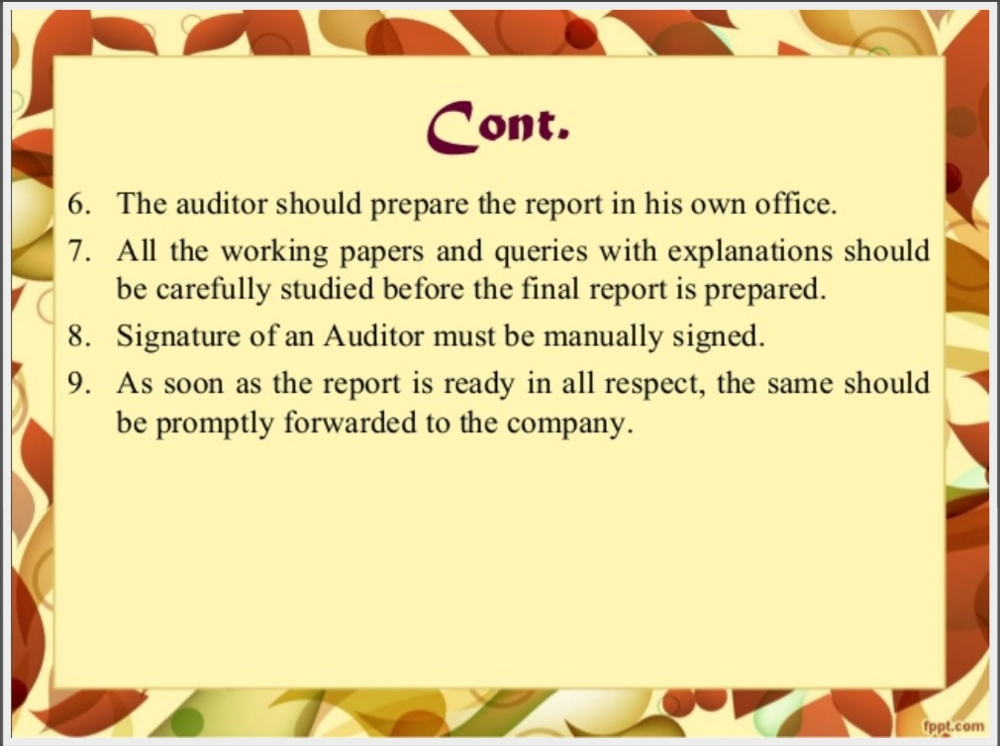 Cont.
6. The auditor should prepare the report in his own office.
7. All the working papers and queries with explanations should
be carefully studied before the final report is prepared.
8. Signature of an Auditor must be manually signed.
9. As soon as the report is ready in all respect, the same should
be promptly forwarded to the company.
fppt.com